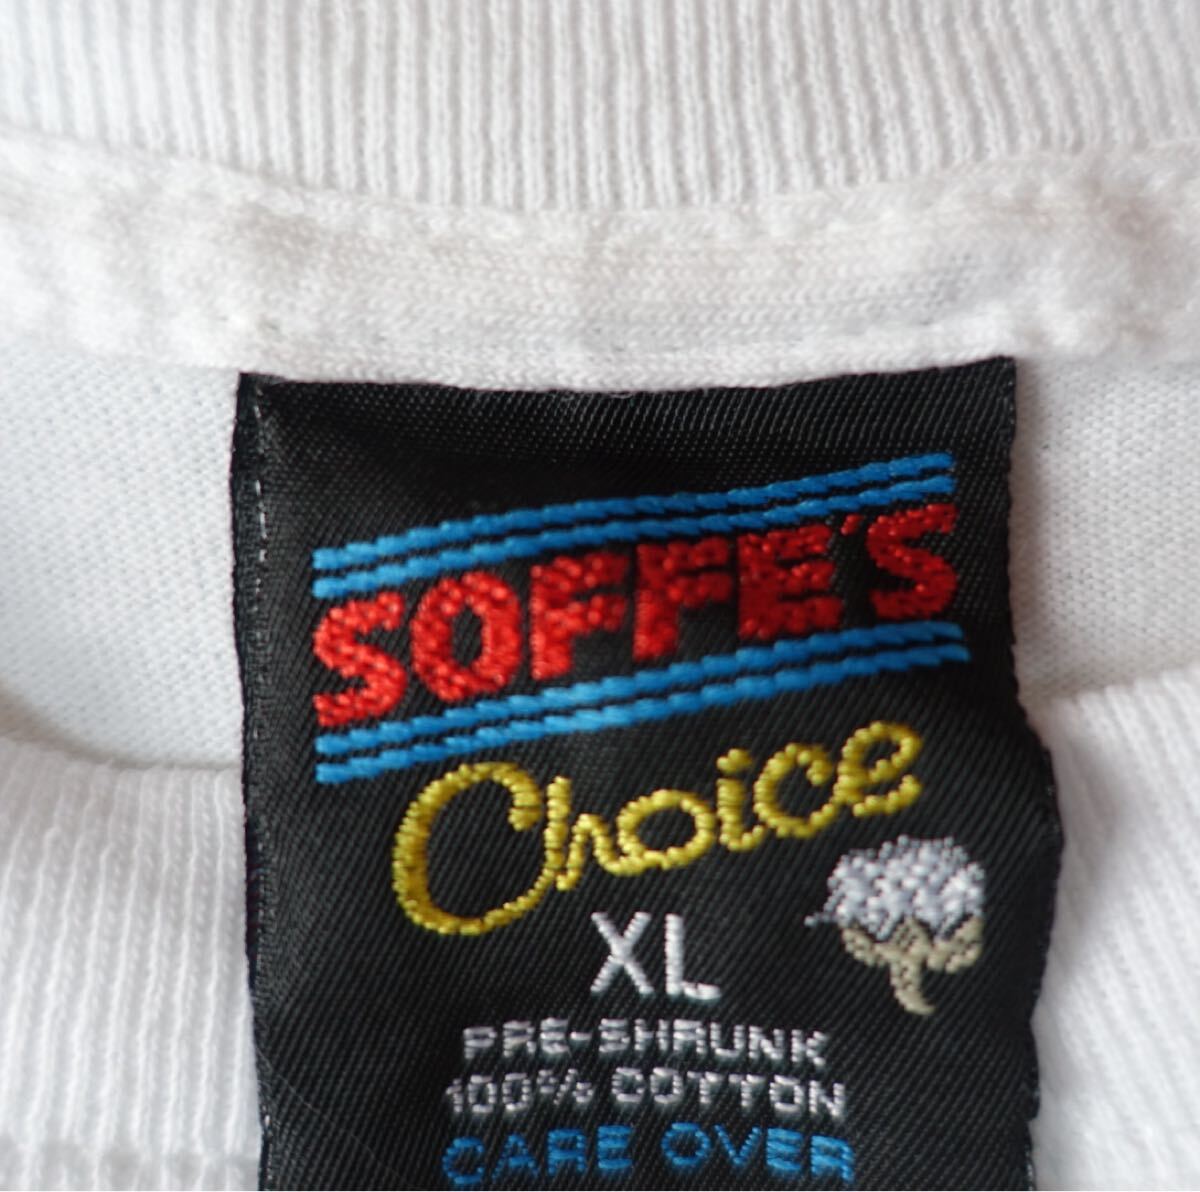 SOFFE'S
Choice
XL
PRE-SHRUNK
100% COTTON
CARE OVER